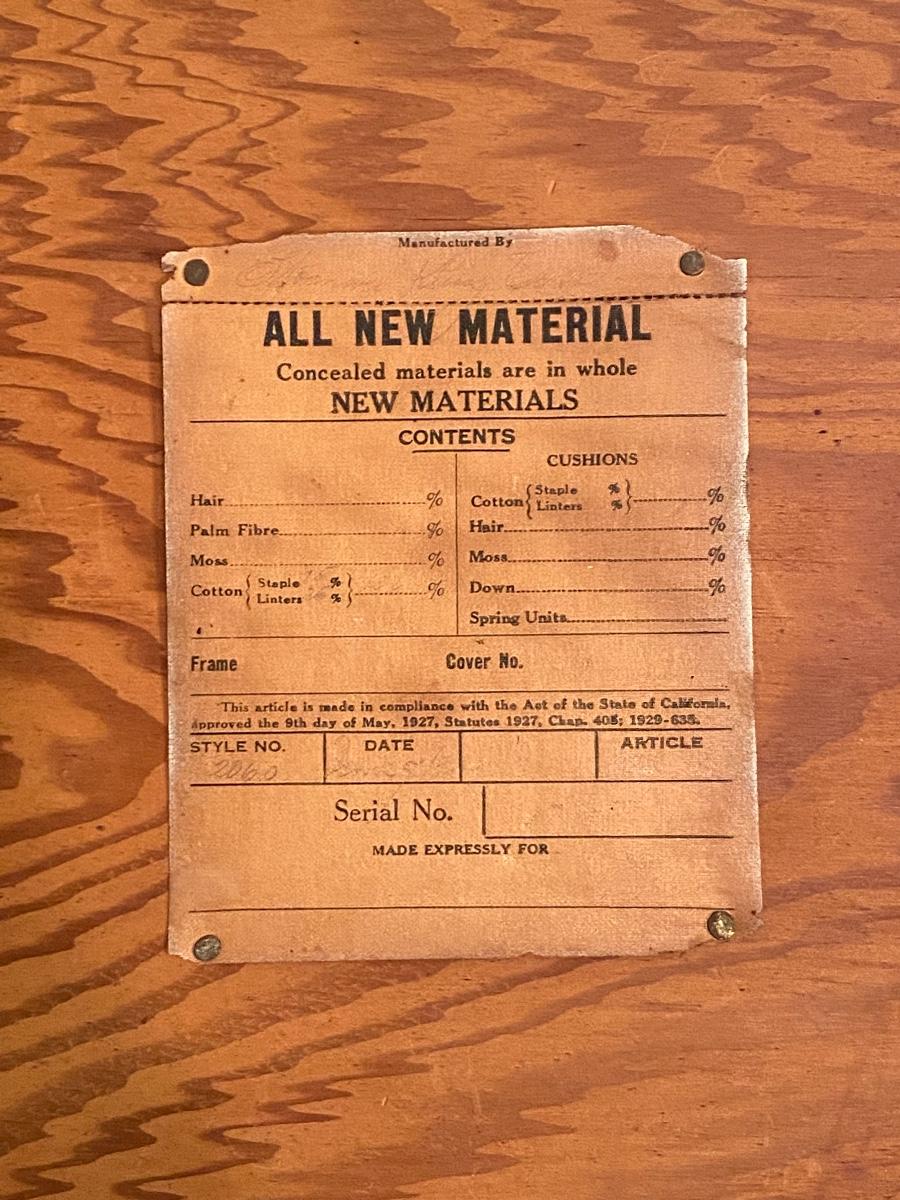 Manufactured By
ALL NEW MATERIAL
Concealed materials are in whole
NEW MATERIALS
CONTENTS
CUSHIONS
Hair %
Palm Fibre %
Moss %
Cotton { Staple % Linters % } %
Cotton { Staple % Linters % } %
Hair %
Moss %
Down %
Spring Units
Frame Cover No.
This article is made in compliance with the Act of the State of California,
approved the 9th day of May, 1927, Statutes 1927, Chap. 405; 1929-635.
STYLE NO. DATE ARTICLE
2060
Serial No.
MADE EXPRESSLY FOR